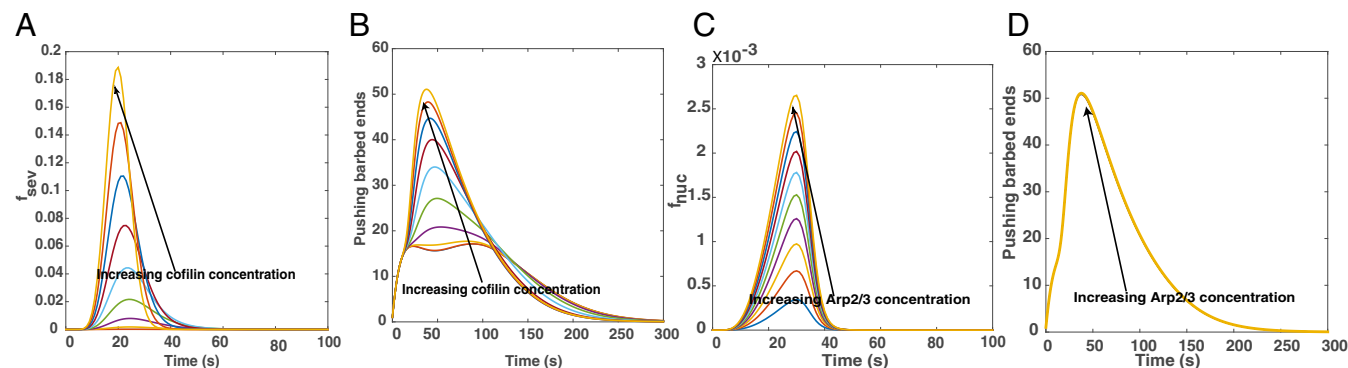 A
0.2
0.18
0.16
0.14
0.12
0.1
0.08
0.06
0.04
0.02
0
f_sev
Increasing cofilin concentration
0 20 40 60 80 100
Time (s)
B
60
50
40
30
20
10
0
Pushing barbed ends
Increasing cofilin concentration
0 50 100 150 200 250 300
Time (s)
C
X10^-3
3
2.5
2
1.5
1
0.5
0
f_nuc
Increasing Arp2/3 concentration
0 20 40 60 80 100
Time (s)
D
60
50
40
30
20
10
0
Pushing barbed ends
Increasing Arp2/3 concentration
0 50 100 150 200 250 300
Time (s)